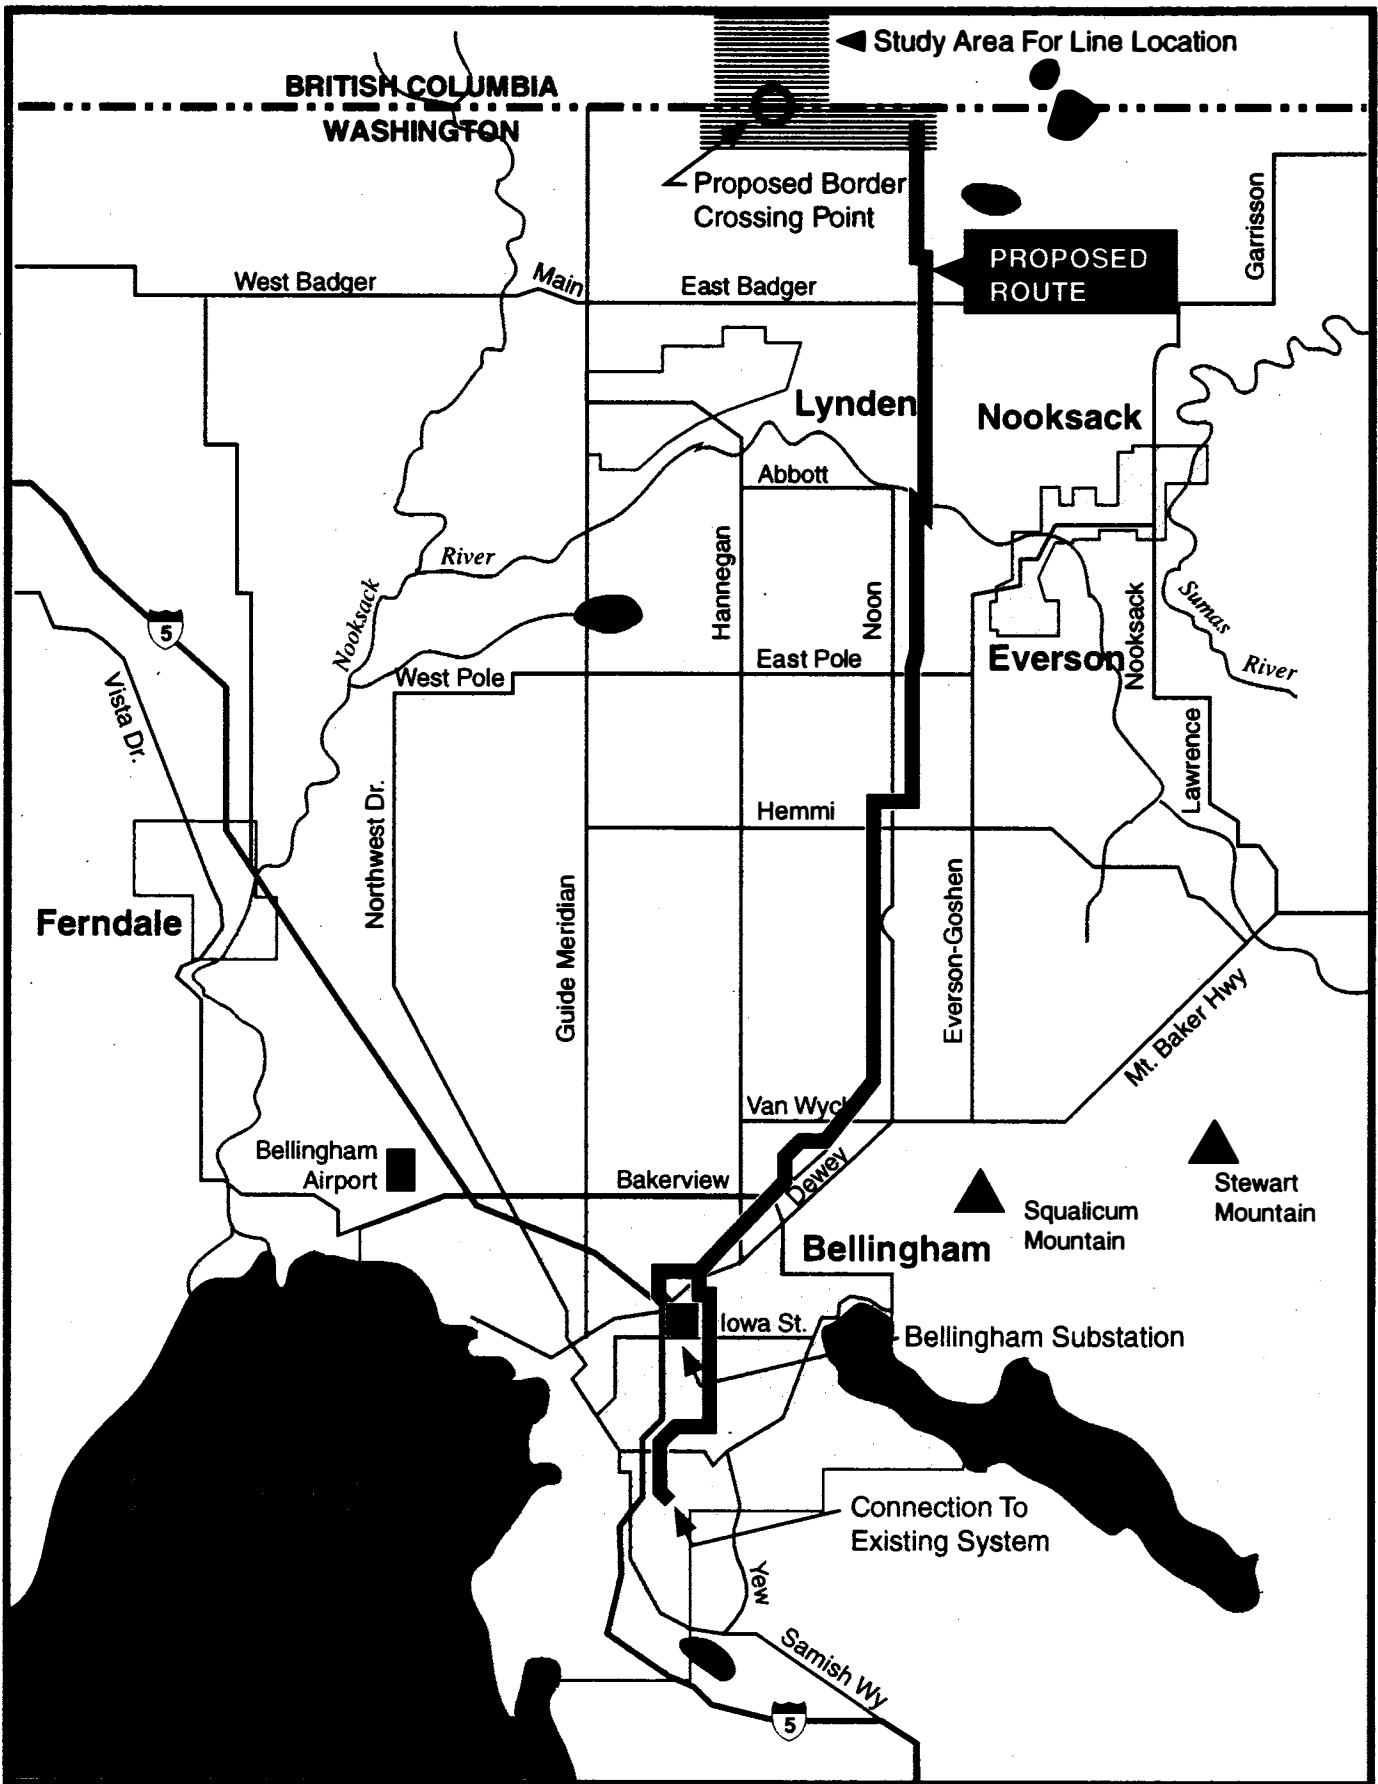 Study Area For Line Location
BRITISH COLUMBIA
WASHINGTON
Proposed Border
Crossing Point
Garrisson
PROPOSED
ROUTE
West Badger
Main
East Badger
Lynden
Nooksack
Abbott
River
Nooksack
Hannegan
Noon
Nooksack
Sumas
River
5
East Pole
Everson
West Pole
Vista Dr.
Lawrence
Northwest Dr.
Hemmi
Ferndale
Guide Meridian
Everson-Goshen
Mt. Baker Hwy
Van Wyck
Bellingham
Airport
Bakerview
Dewey
Stewart
Mountain
Squalicum
Mountain
Bellingham
Iowa St.
Bellingham Substation
Connection To
Existing System
Yew
Samish Wy
5